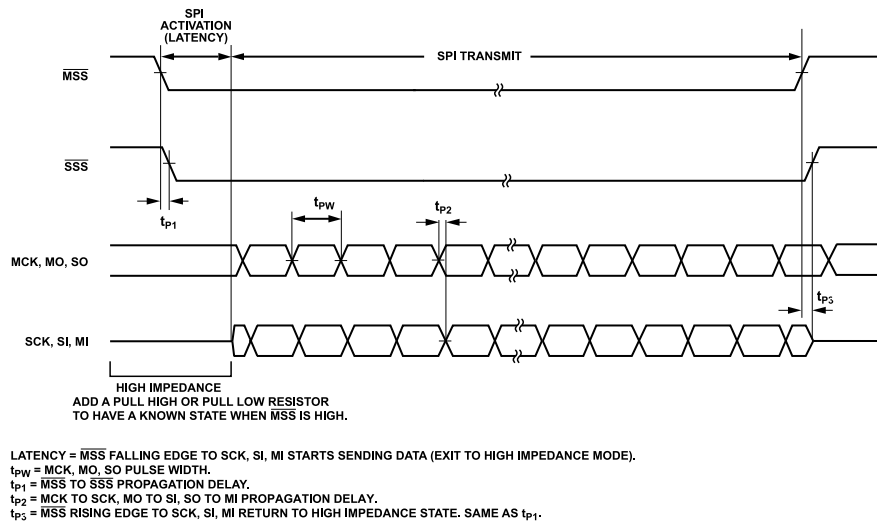 SPI
ACTIVATION
(LATENCY)
SPI TRANSMIT
MSS
SSS
tP1
tPW
tP2
MCK, MO, SO
tP3
SCK, SI, MI
HIGH IMPEDANCE
ADD A PULL HIGH OR PULL LOW RESISTOR
TO HAVE A KNOWN STATE WHEN MSS IS HIGH.
LATENCY = MSS FALLING EDGE TO SCK, SI, MI STARTS SENDING DATA (EXIT TO HIGH IMPEDANCE MODE).
tPW = MCK, MO, SO PULSE WIDTH.
tP1 = MSS TO SSS PROPAGATION DELAY.
tP2 = MCK TO SCK, MO TO SI, SO TO MI PROPAGATION DELAY.
tP3 = MSS RISING EDGE TO SCK, SI, MI RETURN TO HIGH IMPEDANCE STATE. SAME AS tP1.